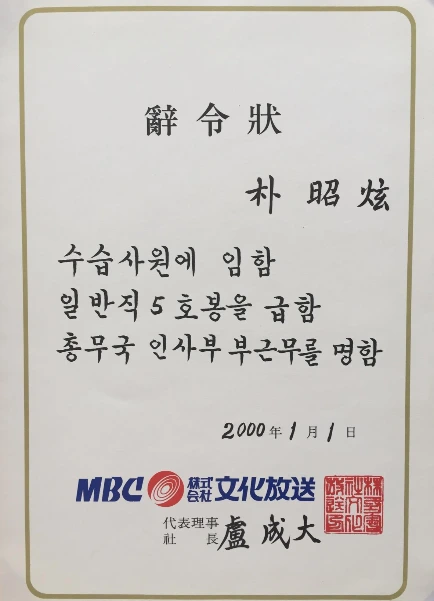 辭令狀
朴昭炫
수습사원에 임함
일반직 5 호봉을 급함
총무국 인사부 부근무를 명함
2000年 1月 1日
MBC 株式会社 文化放送
代表理事
社長 盧成大